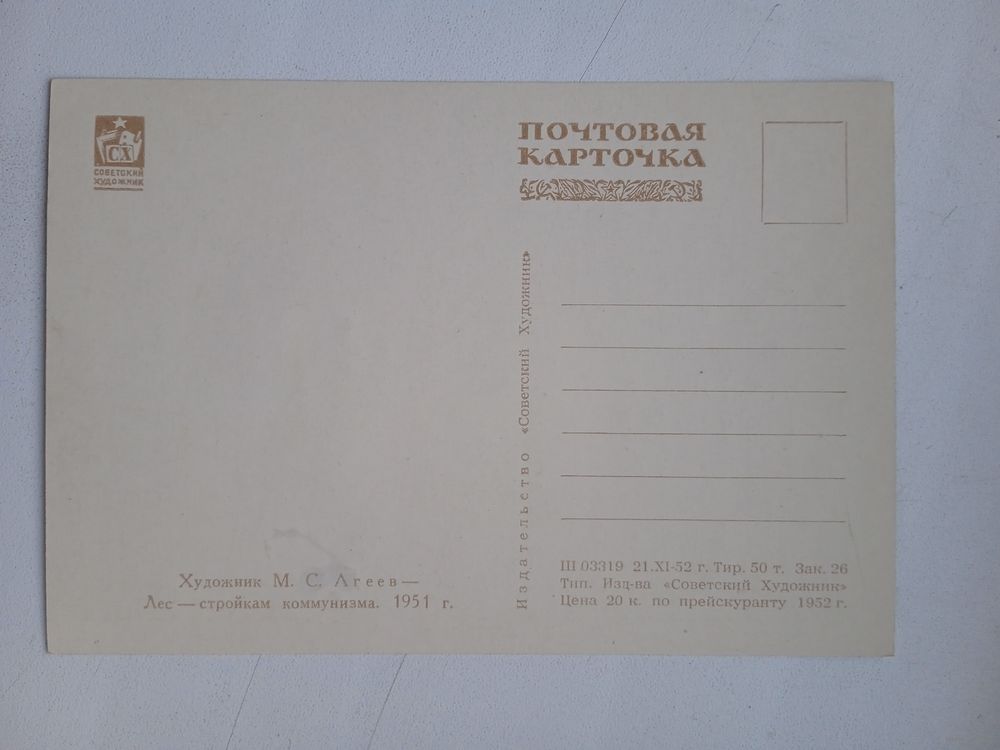 СХ
СОВЕТСКИЙ
ХУДОЖНИК
ПОЧТОВАЯ
КАРТОЧКА
Издательство «Советский Художник»
Художник М. С. Агеев —
Лес — стройкам коммунизма. 1951 г.
Ш 03319 21.XI-52 г. Тир. 50 т. Зак. 26
Тип. Изд-ва «Советский Художник»
Цена 20 к. по прейскуранту 1952 г.